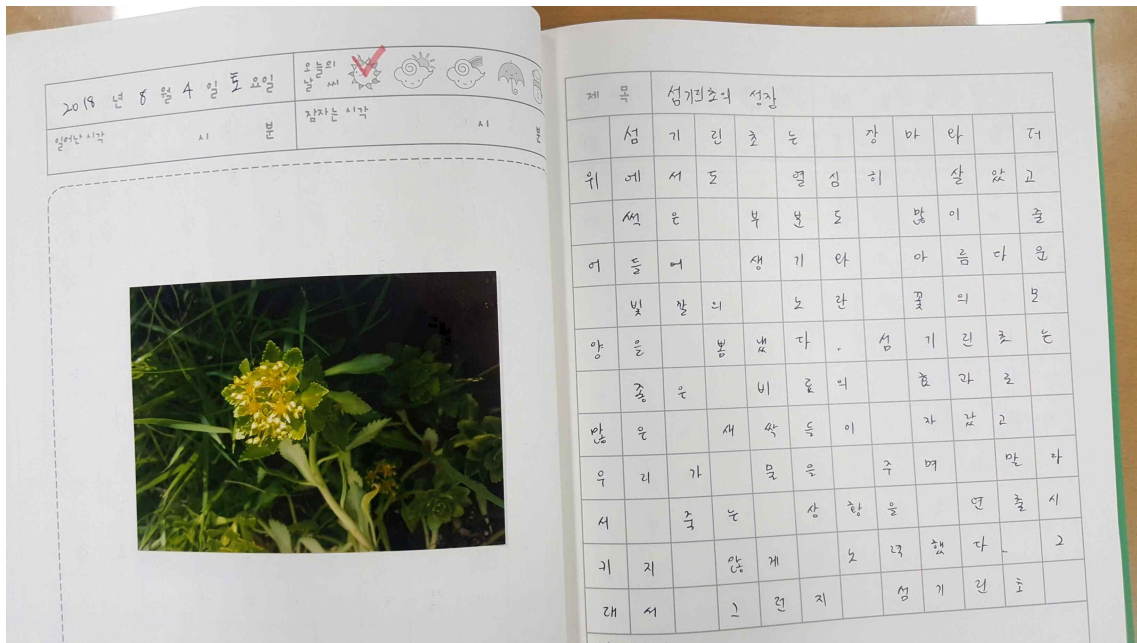 2018 년 8 월 4 일 토 요일
오늘의 날 씨
일어난 시각 시 분
잠자는 시각 시 분
제 목 섬기린초의 성장
섬기린초는 장마와 더
위에서도 열심히 살았고
썩은 부분도 많이 줄
어들어 생기와 아름다운
빛깔의 노란 꽃의 모
양을 뽐냈다. 섬기린초는
좋은 비료의 효과로
많은 새싹들이 자랐고
우리가 물을 주며 말라
서 죽는 상황을 연출시
키지 않게 노력했다. 그
래서 그런지 섬기린초